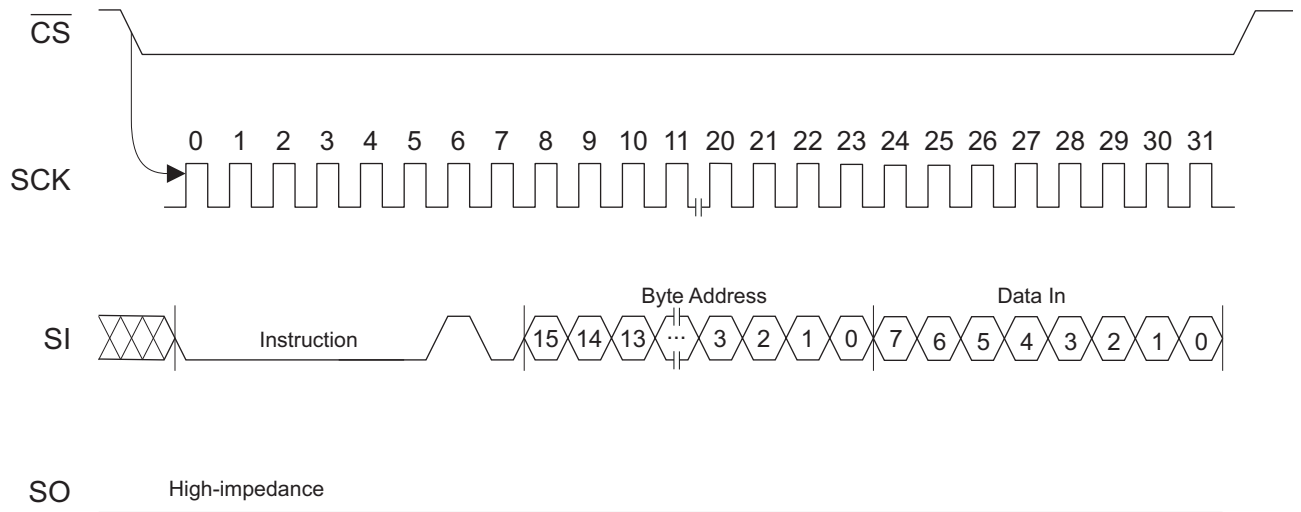 CS
0 1 2 3 4 5 6 7 8 9 10 11 20 21 22 23 24 25 26 27 28 29 30 31
SCK
Byte Address Data In
SI Instruction 15 14 13 ... 3 2 1 0 7 6 5 4 3 2 1 0
SO High-impedance